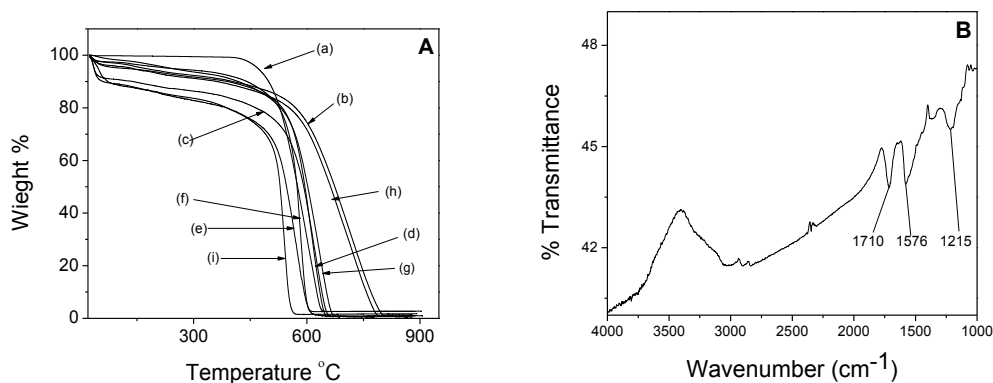 A
100
80
60
40
20
0
Wieght %
(a)
(b)
(c)
(h)
(f)
(e)
(d)
(i)
(g)
300
600
900
Temperature °C
B
48
45
42
% Transmittance
1710
1576
1215
4000
3500
3000
2500
2000
1500
1000
Wavenumber (cm-1)